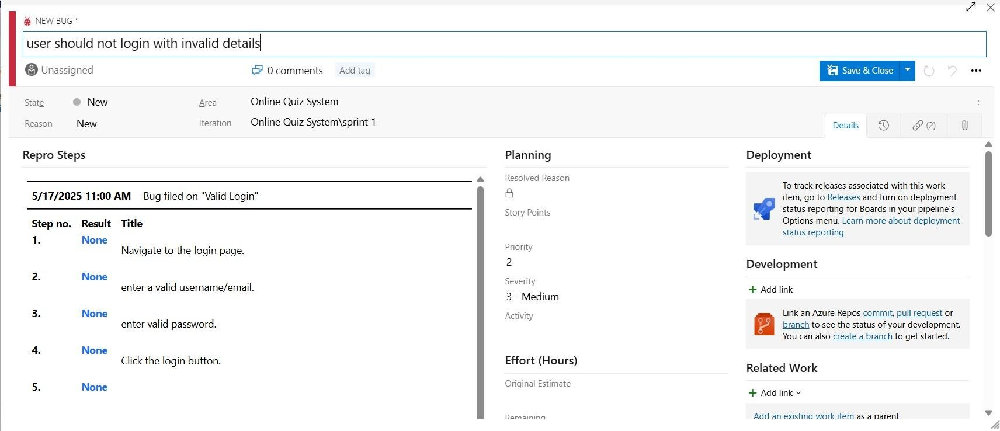 NEW BUG *
user should not login with invalid details
Unassigned
0 comments
Add tag
Save & Close
State
New
Area
Online Quiz System
Reason
New
Iteration
Online Quiz System\sprint 1
Details
(2)
Repro Steps
5/17/2025 11:00 AM Bug filed on "Valid Login"
Step no. Result Title
1. None
Navigate to the login page.
2. None
enter a valid username/email.
3. None
enter valid password.
4. None
Click the login button.
5. None
Planning
Resolved Reason
Story Points
Priority
2
Severity
3 - Medium
Activity
Effort (Hours)
Original Estimate
Remaining
Deployment
To track releases associated with this work
item, go to Releases and turn on deployment
status reporting for Boards in your pipeline's
Options menu. Learn more about deployment
status reporting
Development
Add link
Link an Azure Repos commit, pull request or
branch to see the status of your development.
You can also create a branch to get started.
Related Work
Add link
Add an existing work item as a parent